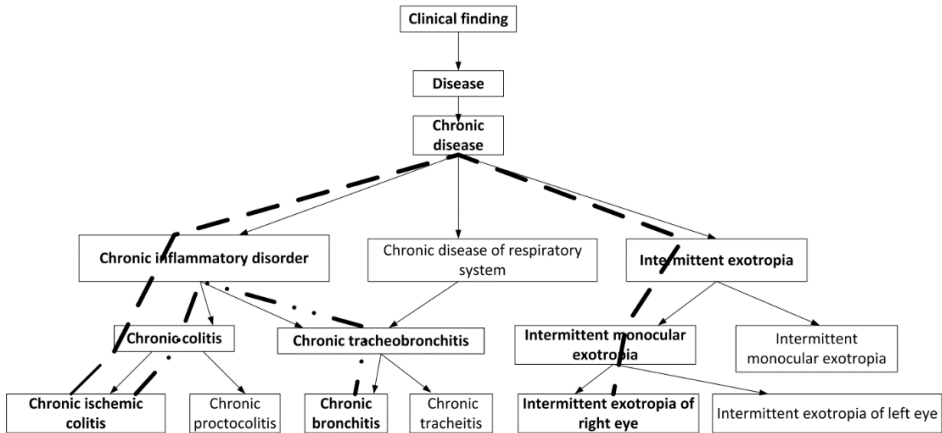 Clinical finding
Disease
Chronic
disease
Chronic inflammatory disorder
Chronic disease of respiratory
system
Intermittent exotropia
Chronic colitis
Chronic tracheobronchitis
Intermittent monocular
exotropia
Intermittent
monocular exotropia
Chronic ischemic
colitis
Chronic
proctocolitis
Chronic
bronchitis
Chronic
tracheitis
Intermittent exotropia of
right eye
Intermittent exotropia of left eye